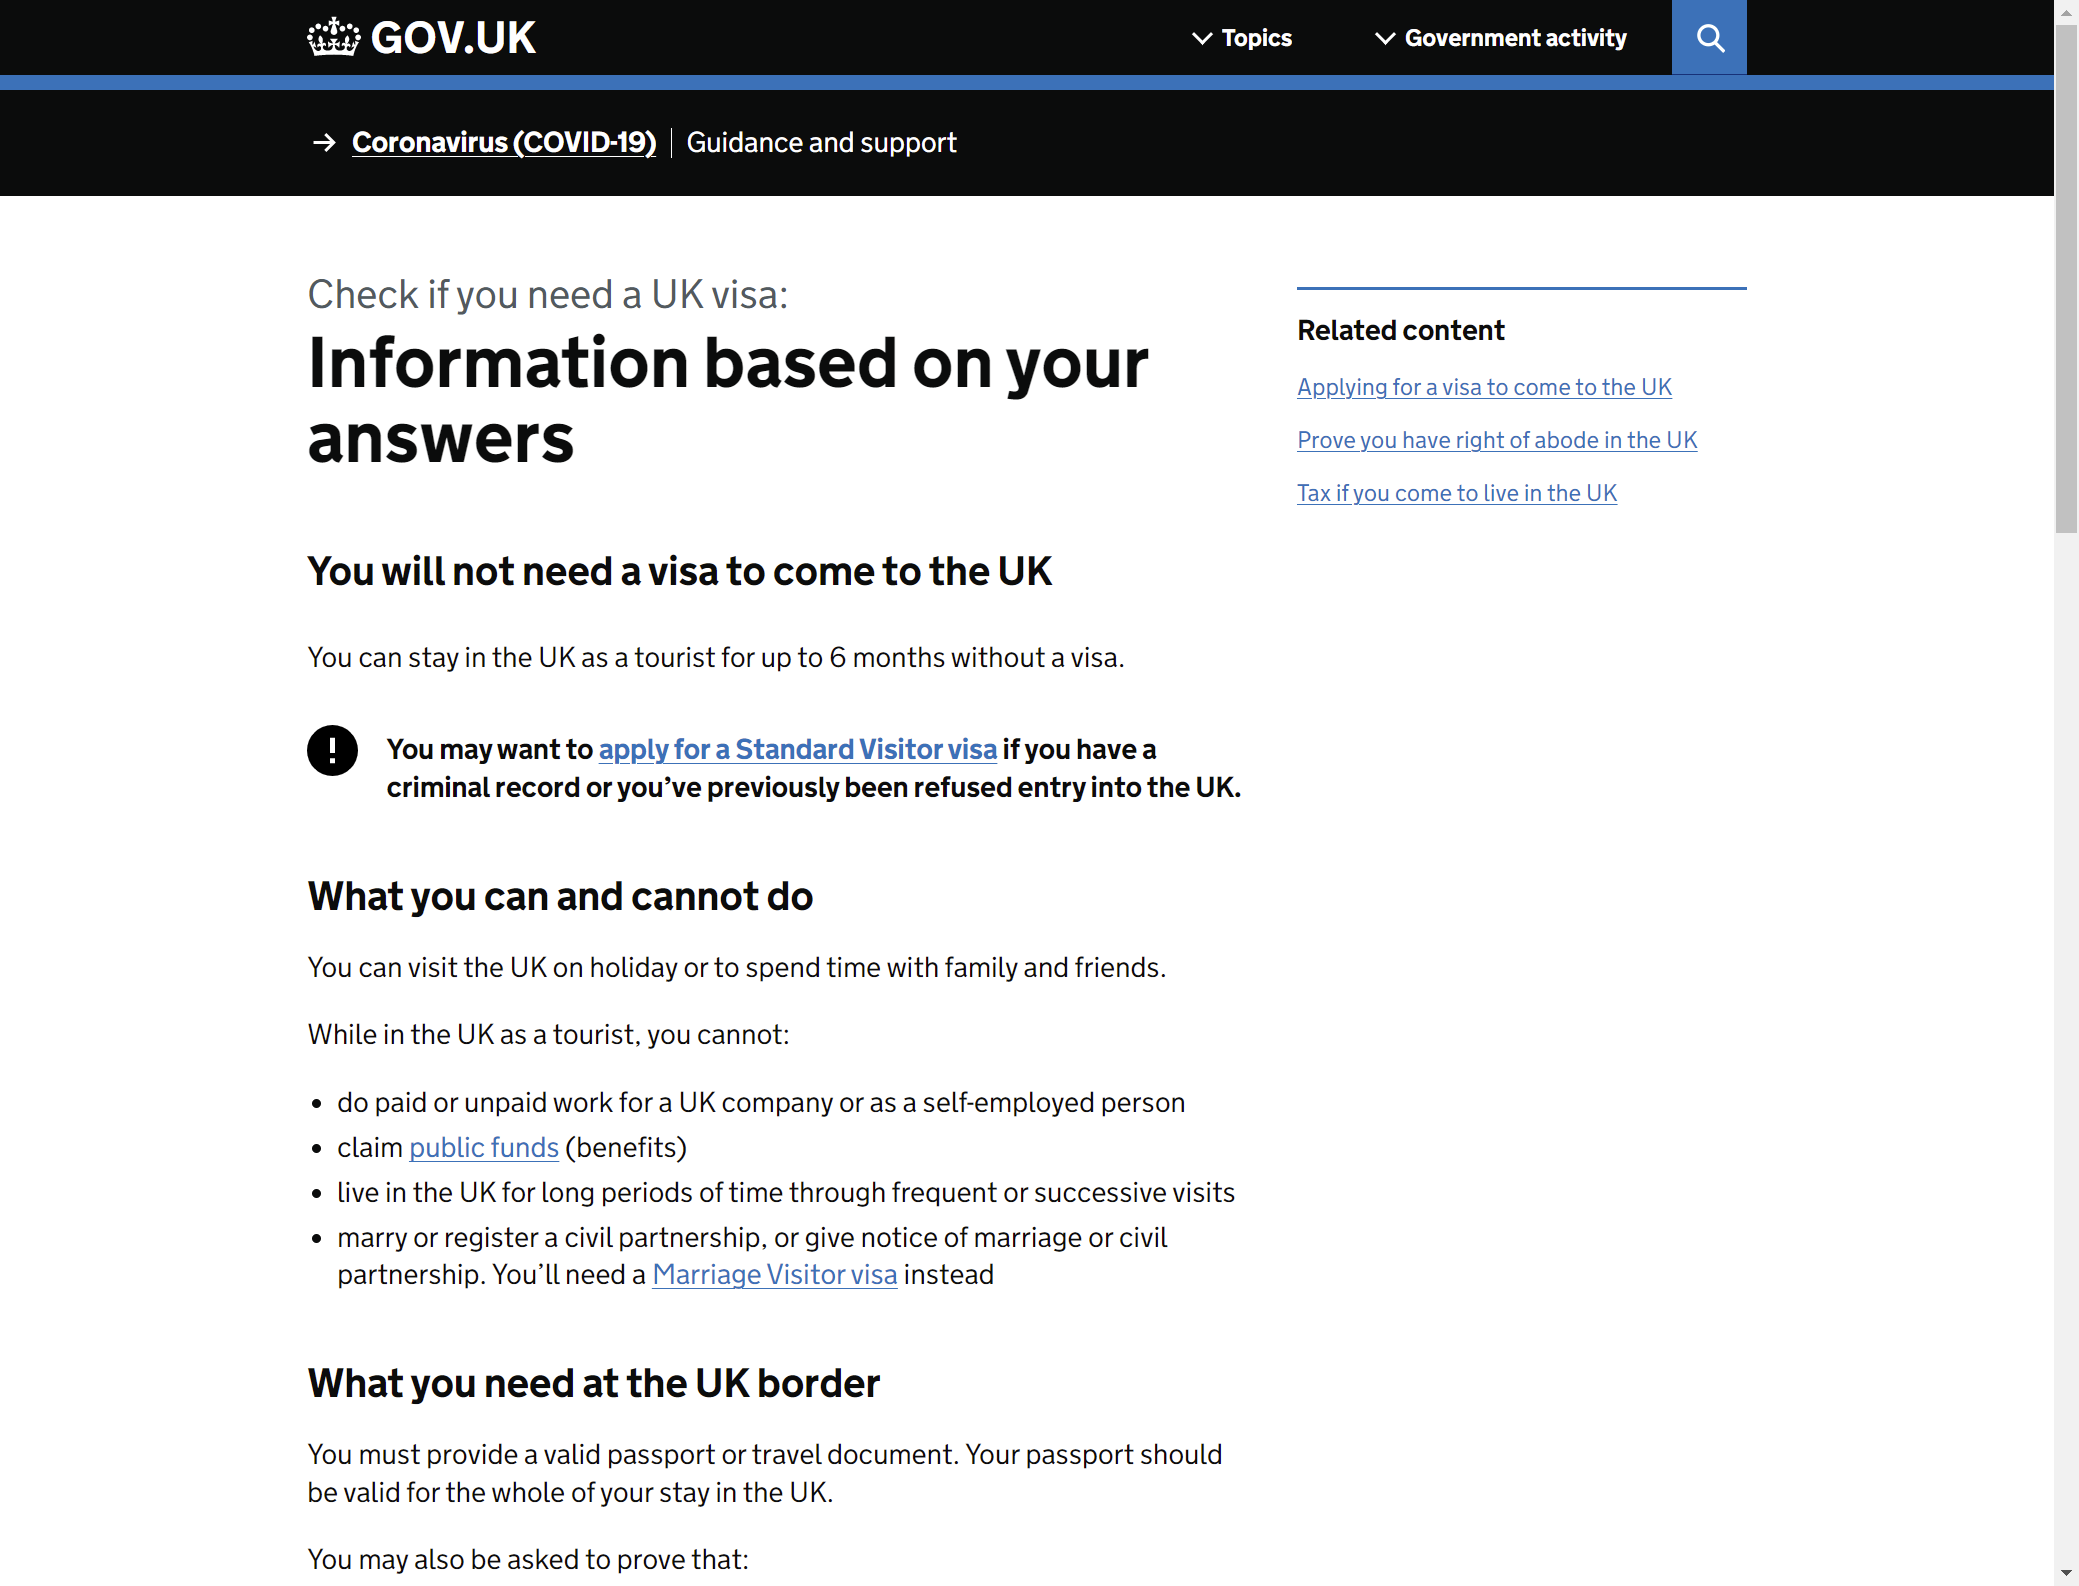 GOV.UK
Topics
Government activity
Coronavirus (COVID-19)
Guidance and support
Check if you need a UK visa:
Information based on your
answers
You will not need a visa to come to the UK
You can stay in the UK as a tourist for up to 6 months without a visa.
You may want to apply for a Standard Visitor visa if you have a
criminal record or you’ve previously been refused entry into the UK.
What you can and cannot do
You can visit the UK on holiday or to spend time with family and friends.
While in the UK as a tourist, you cannot:
• do paid or unpaid work for a UK company or as a self-employed person
• claim public funds (benefits)
• live in the UK for long periods of time through frequent or successive visits
• marry or register a civil partnership, or give notice of marriage or civil
partnership. You’ll need a Marriage Visitor visa instead
What you need at the UK border
You must provide a valid passport or travel document. Your passport should
be valid for the whole of your stay in the UK.
You may also be asked to prove that:
Related content
Applying for a visa to come to the UK
Prove you have right of abode in the UK
Tax if you come to live in the UK